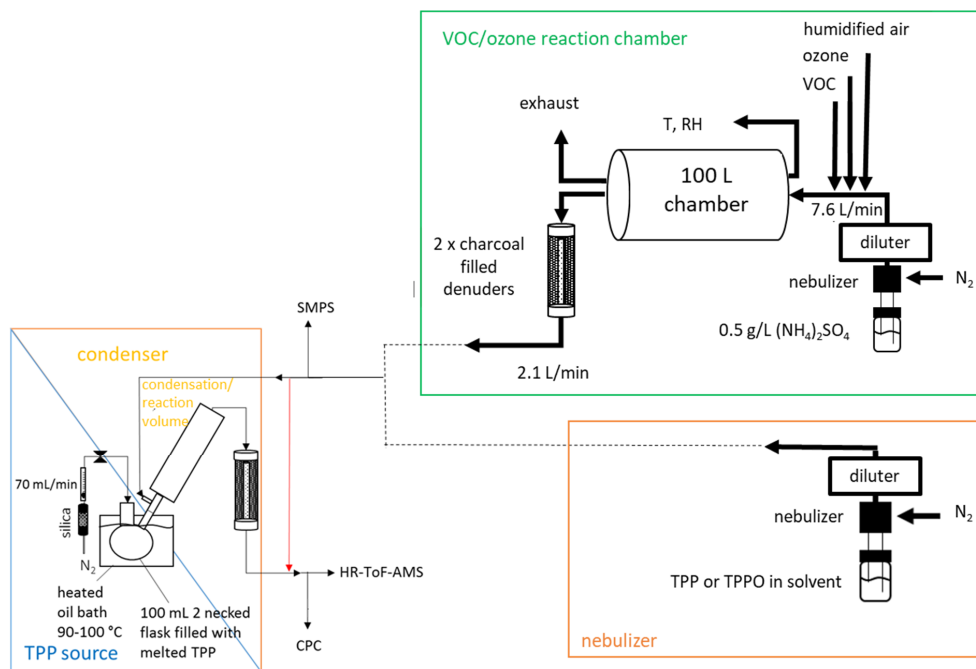 VOC/ozone reaction chamber
humidified air
ozone
VOC
exhaust
T, RH
100 L
chamber
7.6 L/min
diluter
2 x charcoal
filled
denuders
nebulizer
N₂
0.5 g/L (NH₄)₂SO₄
2.1 L/min
SMPS
condenser
condensation/
reaction
volume
70 mL/min
silica
N₂
heated
oil bath
90-100 °C
100 mL 2 necked
flask filled with
melted TPP
TPP source
HR-ToF-AMS
CPC
diluter
nebulizer
N₂
TPP or TPPO in solvent
nebulizer